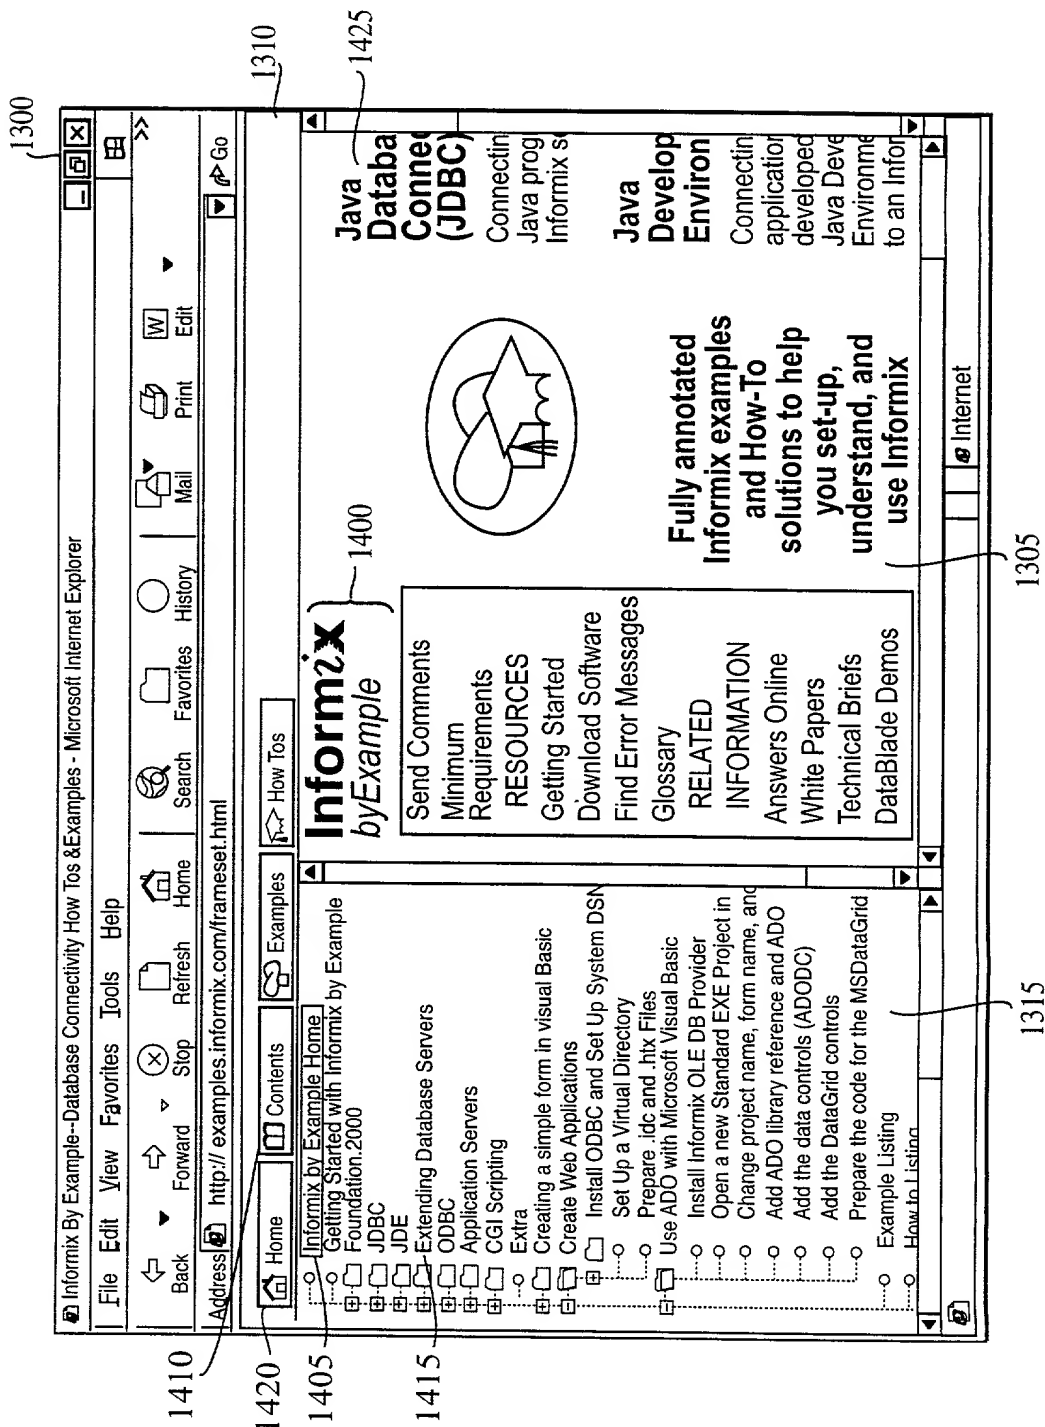 1300
Informix By Example--Database Connectivity How Tos &Examples - Microsoft Internet Explorer
File Edit View Favorites Tools Help
Back Forward Stop Refresh Home Search Favorites History Mail Print Edit >>
Address http:// examples.informix.com/frameset.html Go
1410
1420
1310
Home Contents Examples How Tos
1405
Informix by Example Home
Getting Started with Informix by Example
Foundation.2000
JDBC
JDE
1415
Extending Database Servers
ODBC
Application Servers
CGI Scripting
Extra
Creating a simple form in visual Basic
Create Web Applications
Install ODBC and Set Up System DSN
Set Up a Virtual Directory
Prepare .idc and .htx Files
Use ADO with Microsoft Visual Basic
Install Informix OLE DB Provider
Open a new Standard EXE Project in
Change project name, form name, and
Add ADO library reference and ADO
Add the data controls (ADODC)
Add the DataGrid controls
Prepare the code for the MSDataGrid
Example Listing
How to Listing
1315
Informix
byExample
1400
Send Comments
Minimum
Requirements
RESOURCES
Getting Started
Download Software
Find Error Messages
Glossary
RELATED
INFORMATION
Answers Online
White Papers
Technical Briefs
DataBlade Demos
Fully annotated
Informix examples
and How-To
solutions to help
you set-up,
understand, and
use Informix
1305
1425
Java
Databa
Connec
(JDBC)
Connectin
Java prog
Informix se
Java
Develop
Environ
Connectin
application
developed
Java Deve
Environme
to an Infor
Internet